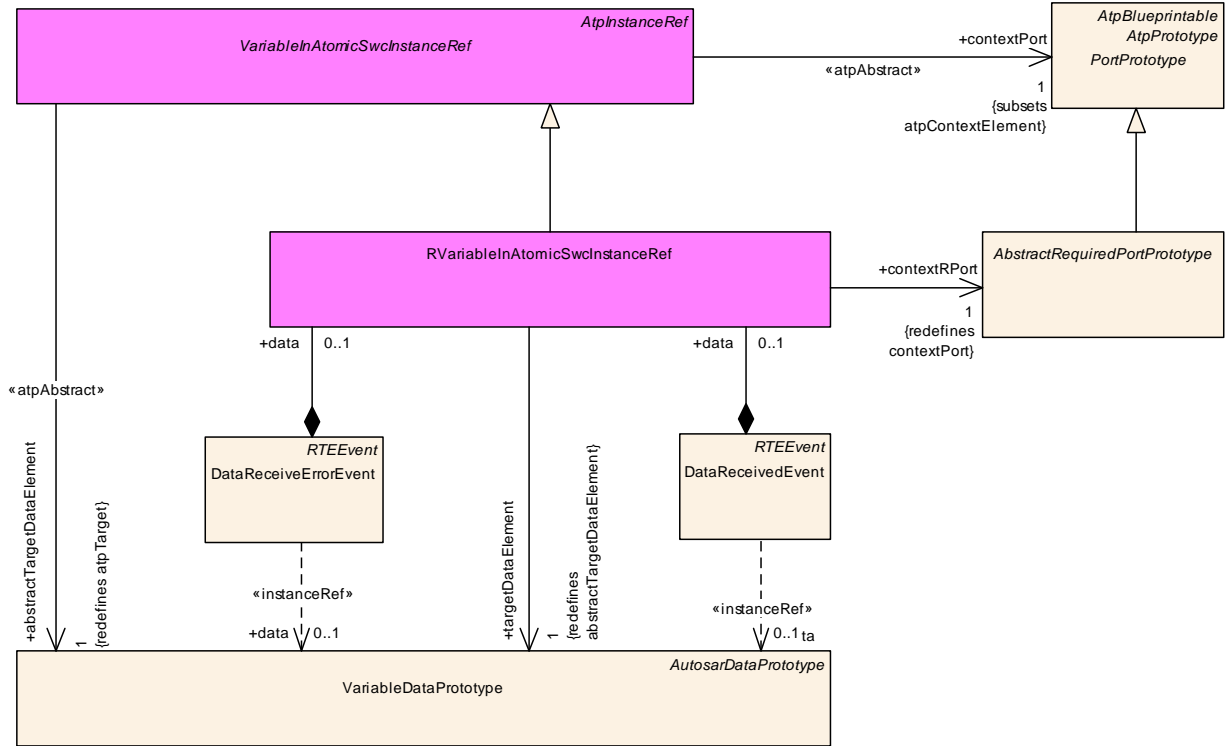 AtpInstanceRef
VariableInAtomicSwcInstanceRef
AtpBlueprintable
AtpPrototype
PortPrototype
+contextPort
«atpAbstract»
1
{subsets
atpContextElement}
RVariableInAtomicSwcInstanceRef
AbstractRequiredPortPrototype
+contextRPort
1
{redefines
contextPort}
+data
0..1
+data
0..1
«atpAbstract»
RTEEvent
DataReceiveErrorEvent
RTEEvent
DataReceivedEvent
+abstractTargetDataElement
1
{redefines atpTarget}
+targetDataElement
1
{redefines
abstractTargetDataElement}
«instanceRef»
+data
0..1
«instanceRef»
0..1
ta
AutosarDataPrototype
VariableDataPrototype